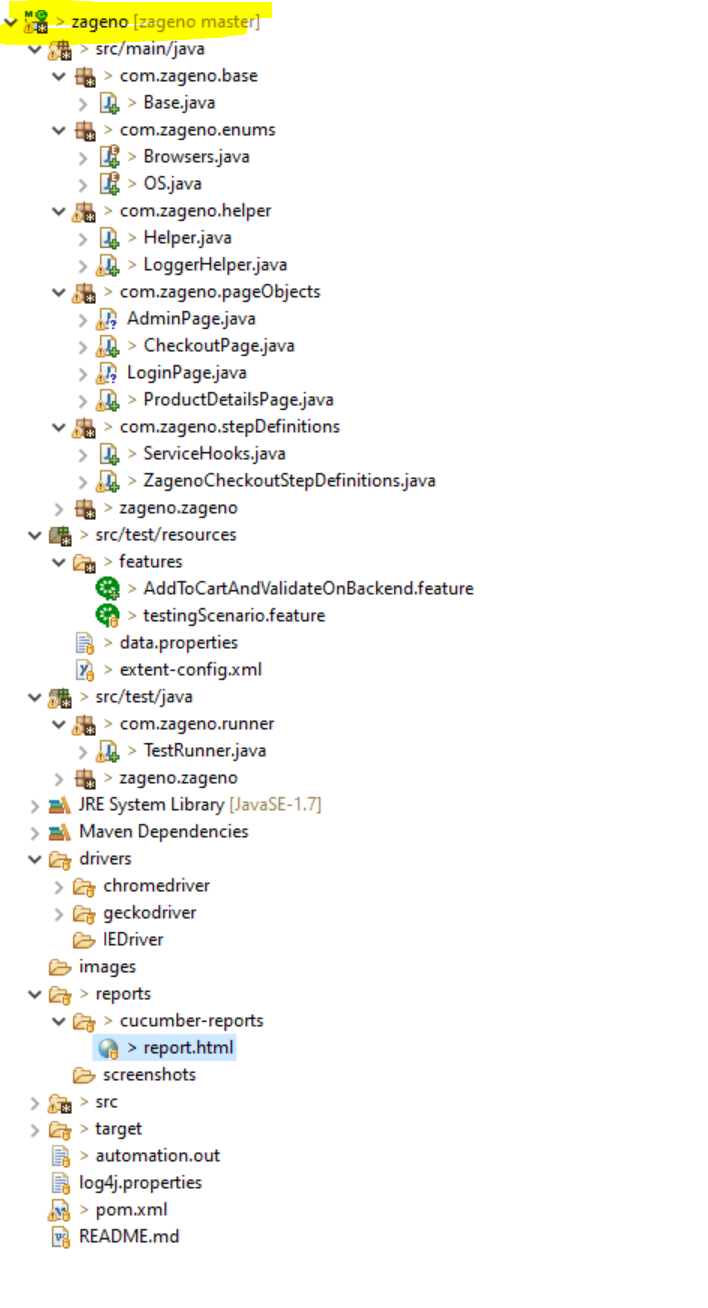 > zageno [zageno master]
> src/main/java
> com.zageno.base
> Base.java
> com.zageno.enums
> Browsers.java
> OS.java
> com.zageno.helper
> Helper.java
> LoggerHelper.java
> com.zageno.pageObjects
AdminPage.java
> CheckoutPage.java
LoginPage.java
> ProductDetailsPage.java
> com.zageno.stepDefinitions
> ServiceHooks.java
> ZagenoCheckoutStepDefinitions.java
> zageno.zageno
> src/test/resources
> features
> AddToCartAndValidateOnBackend.feature
> testingScenario.feature
> data.properties
> extent-config.xml
> src/test/java
> com.zageno.runner
> TestRunner.java
> zageno.zageno
JRE System Library [JavaSE-1.7]
Maven Dependencies
drivers
chromedriver
geckodriver
IEDriver
images
> reports
> cucumber-reports
> report.html
screenshots
> src
> target
> automation.out
log4j.properties
> pom.xml
README.md